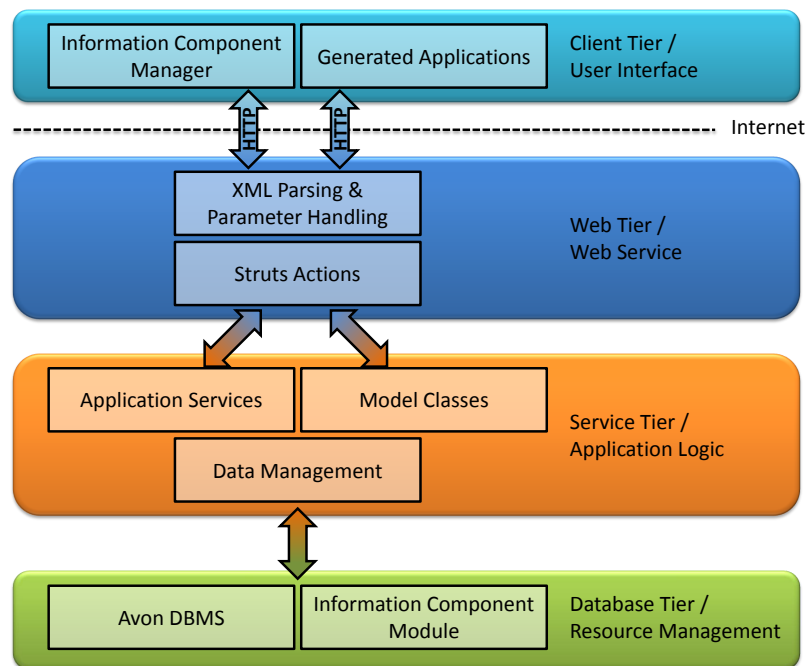 Information Component
Manager
Generated Applications
Client Tier /
User Interface
HTTP
HTTP
Internet
XML Parsing &
Parameter Handling
Struts Actions
Web Tier /
Web Service
Application Services
Model Classes
Data Management
Service Tier /
Application Logic
Avon DBMS
Information Component
Module
Database Tier /
Resource Management